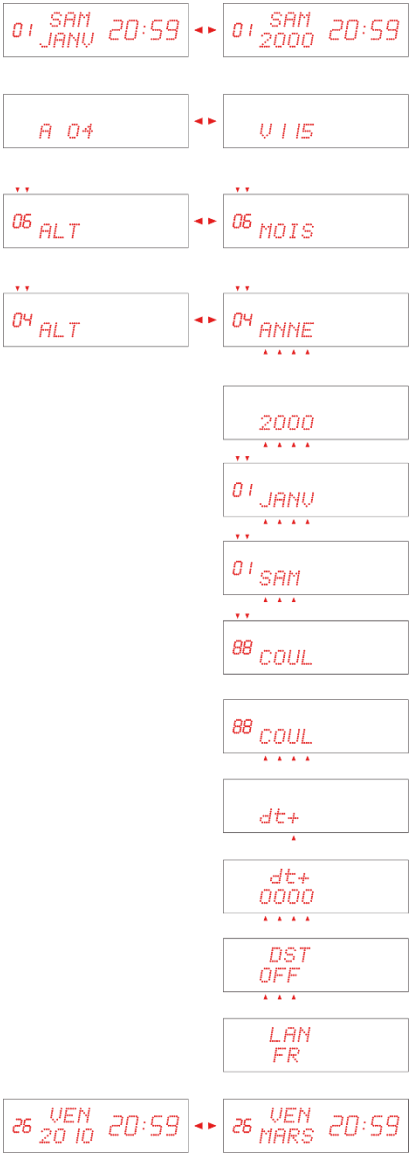 01 SAM 20:59
JANV
01 SAM 20:59
2000
A 04
V115
06 ALT
06 MOIS
04 ALT
04 ANNE
2000
01 JANV
01 SAM
88 COUL
88 COUL
dt+
dt+
0000
DST
OFF
LAN
FR
26 VEN 20:59
2010
26 VEN 20:59
MARS